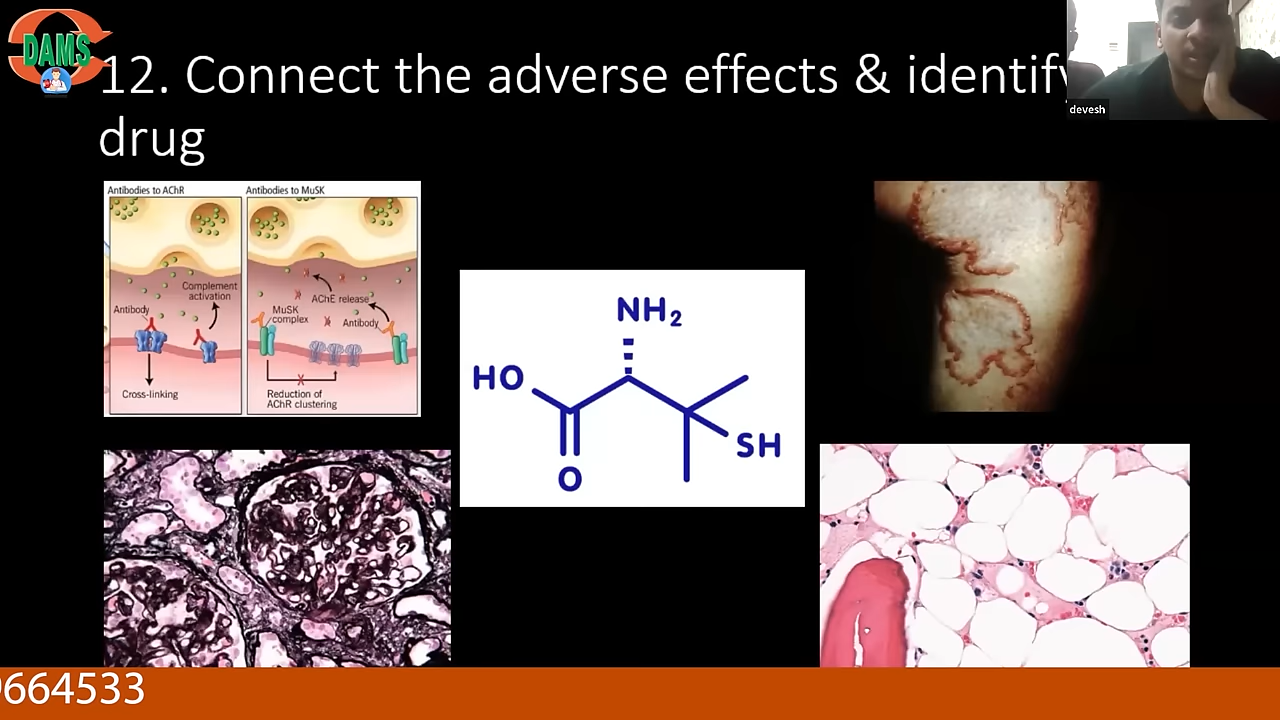 DAMS
12. Connect the adverse effects & identify
drug
devesh
Antibodies to AChR
Antibodies to MuSK
Complement
activation
Antibody
Cross-linking
AChE release
MuSK
complex
Antibody
Reduction of
AChR clustering
NH₂
HO
SH
O
664533